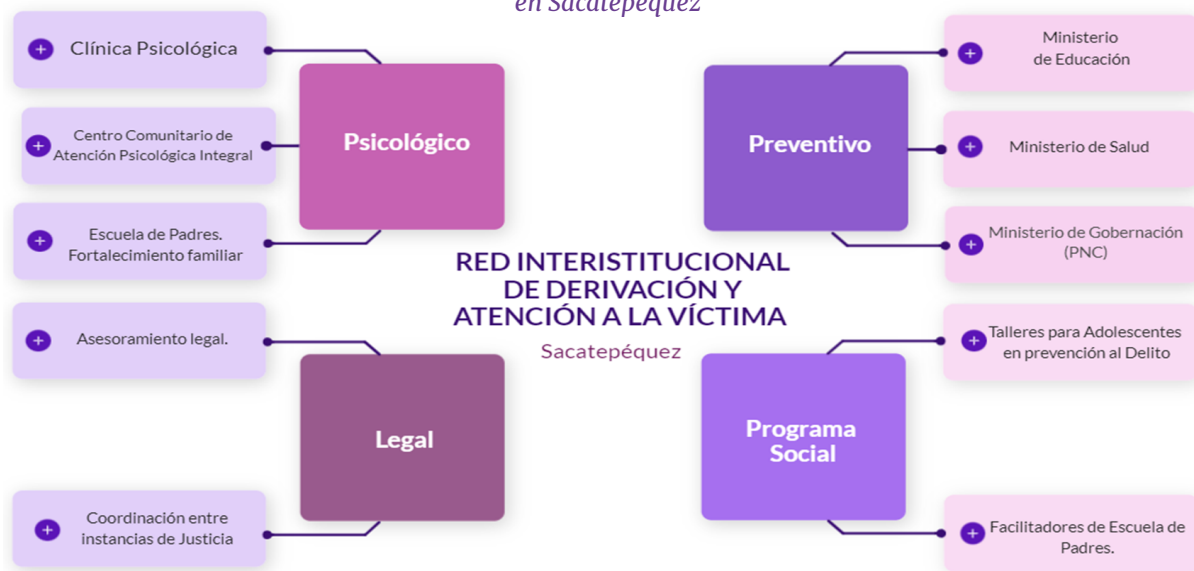 en Sacatepéquez
Clínica Psicológica
Centro Comunitario de
Atención Psicológica Integral
Escuela de Padres.
Fortalecimiento familiar
Psicológico
Preventivo
Ministerio
de Educación
Ministerio de Salud
Ministerio de Gobernación
(PNC)
RED INTERISTITUCIONAL
DE DERIVACIÓN Y
ATENCIÓN A LA VÍCTIMA
Sacatepéquez
Asesoramiento legal.
Coordinación entre
instancias de Justicia
Legal
Programa
Social
Talleres para Adolescentes
en prevención al Delito
Facilitadores de Escuela de
Padres.